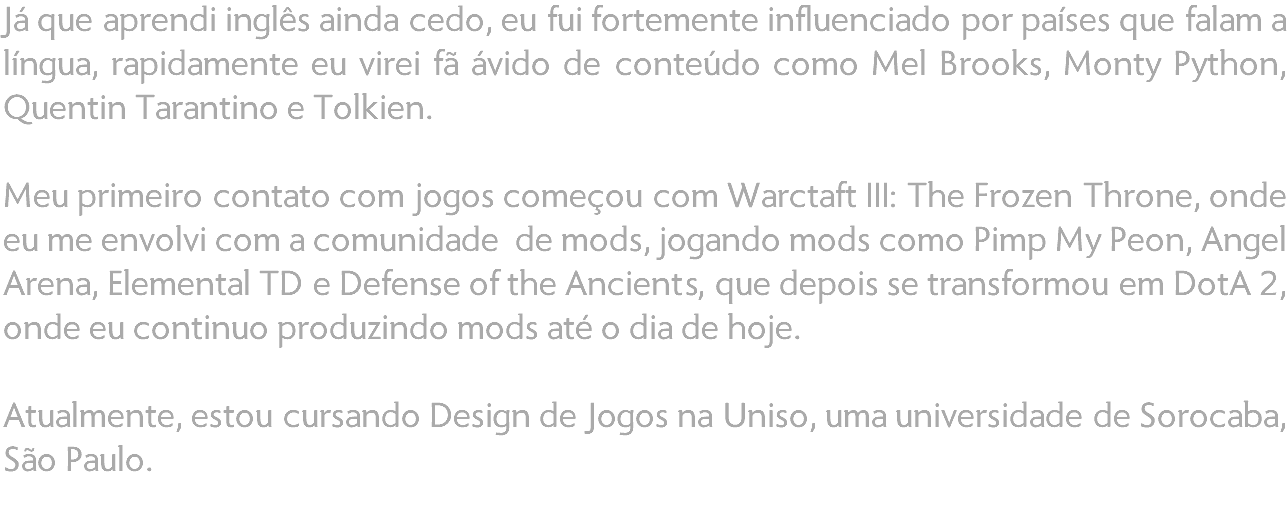 Já que aprendi inglês ainda cedo, eu fui fortemente influenciado por países que falam a
língua, rapidamente eu virei fã ávido de conteúdo como Mel Brooks, Monty Python,
Quentin Tarantino e Tolkien.
Meu primeiro contato com jogos começou com Warctaft III: The Frozen Throne, onde
eu me envolvi com a comunidade  de mods, jogando mods como Pimp My Peon, Angel
Arena, Elemental TD e Defense of the Ancients, que depois se transformou em DotA 2,
onde eu continuo produzindo mods até o dia de hoje.
Atualmente, estou cursando Design de Jogos na Uniso, uma universidade de Sorocaba,
São Paulo.